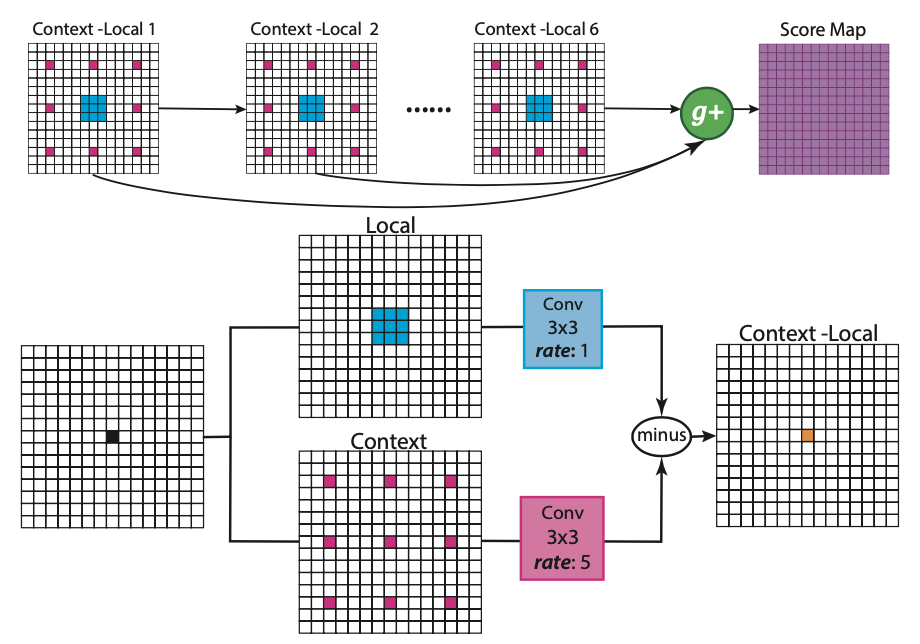 Context -Local 1
Context -Local 2
Context -Local 6
Score Map
......
g+
Local
Conv
3x3
rate: 1
Context -Local
minus
Context
Conv
3x3
rate: 5